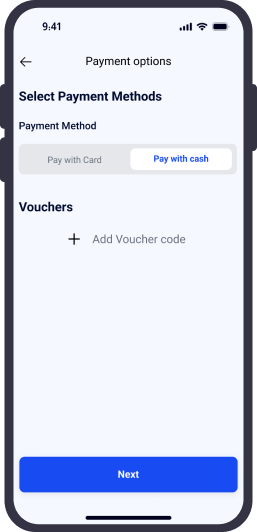 9:41
Payment options
Select Payment Methods
Payment Method
Pay with Card
Pay with cash
Vouchers
Add Voucher code
Next